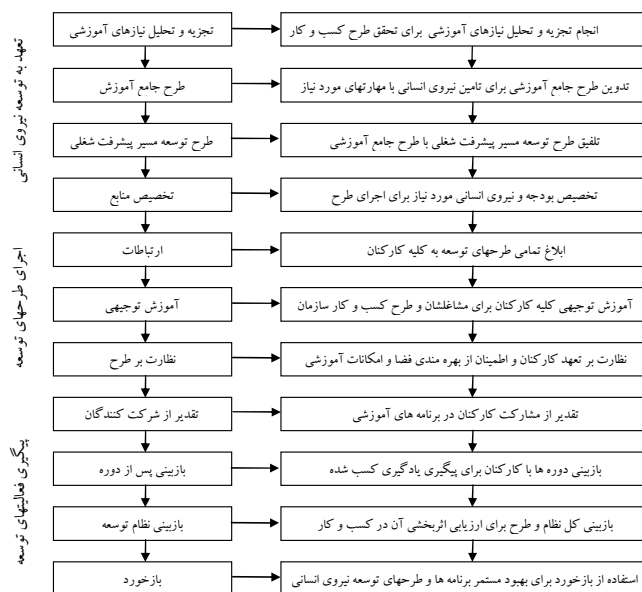 تعهد به توسعه نیروی انسانی
تجزیه و تحلیل نیازهای آموزشی
انجام تجزیه و تحلیل نیازهای آموزشی برای تحقق طرح کسب و کار
طرح جامع آموزش
تدوین طرح جامع آموزشی برای تامین نیروی انسانی با مهارتهای مورد نیاز
طرح توسعه مسیر پیشرفت شغلی
تلفیق طرح توسعه مسیر پیشرفت شغلی با طرح جامع آموزشی
تخصیص منابع
تخصیص بودجه و نیروی انسانی مورد نیاز برای اجرای طرح
اجرای طرحهای توسعه
ارتباطات
ابلاغ تمامی طرحهای توسعه به کلیه کارکنان
آموزش توجیهی
آموزش توجیهی کلیه کارکنان برای مشاغلشان و طرح کسب و کار سازمان
نظارت بر طرح
نظارت بر تعهد کارکنان و اطمینان از بهره مندی فضا و امکانات آموزشی
تقدیر از شرکت کنندگان
تقدیر از مشارکت کارکنان در برنامه های آموزشی
پیگیری فعالیتهای توسعه
بازبینی پس از دوره
بازبینی دوره ها با کارکنان برای پیگیری یادگیری کسب شده
بازبینی نظام توسعه
بازبینی کل نظام و طرح برای ارزیابی اثربخشی آن در کسب و کار
بازخورد
استفاده از بازخورد برای بهبود مستمر برنامه ها و طرحهای توسعه نیروی انسانی